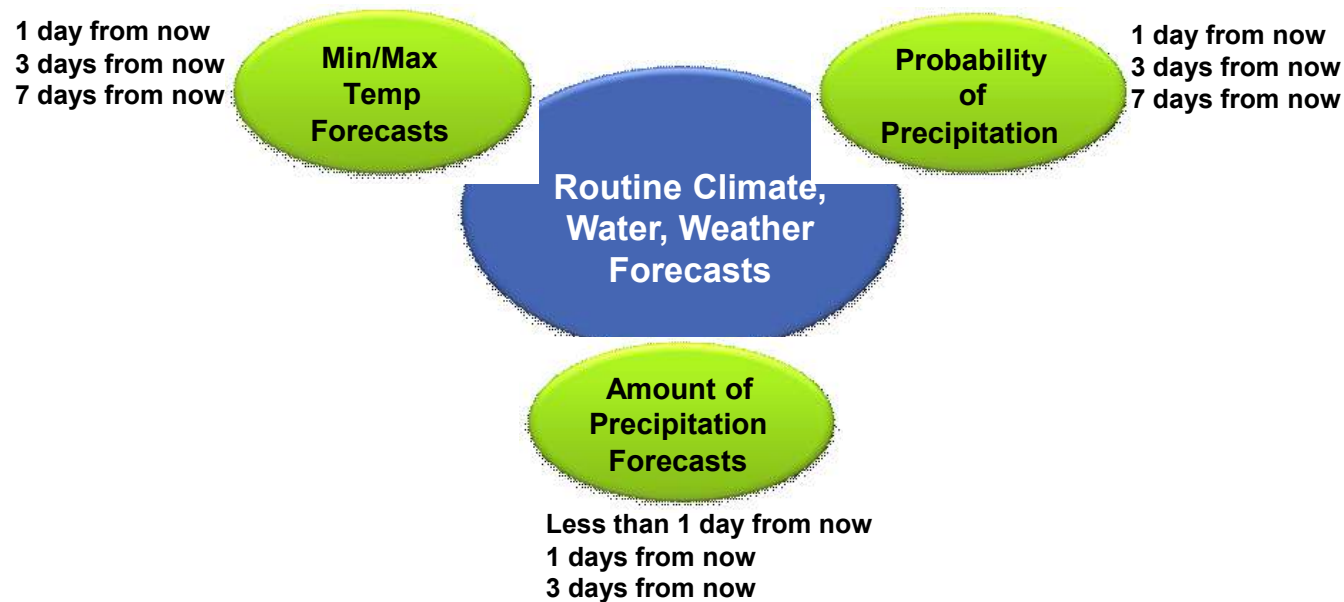 1 day from now
3 days from now
7 days from now
Min/Max
Temp
Forecasts
Probability
of
Precipitation
1 day from now
3 days from now
7 days from now
Routine Climate,
Water, Weather
Forecasts
Amount of
Precipitation
Forecasts
Less than 1 day from now
1 days from now
3 days from now